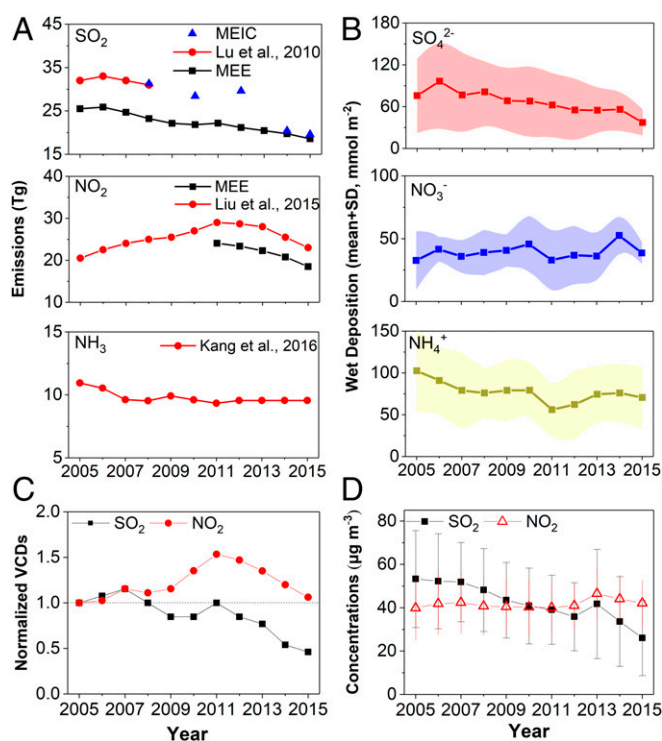 A
SO2
MEIC
Lu et al., 2010
MEE
45
35
25
15
NO2
MEE
Liu et al., 2015
40
30
20
10
Emissions (Tg)
NH3
Kang et al., 2016
15
10
5
2005 2007 2009 2011 2013 2015
B
SO4 2-
180
120
60
0
NO3 -
100
50
0
Wet Deposition (mean+SD, mmol m-2)
NH4 +
150
100
75
50
0
2005 2007 2009 2011 2013 2015
C
SO2 NO2
2.0
1.5
1.0
0.5
0.0
Normalized VCDs
2005 2007 2009 2011 2013 2015
Year
D
SO2 NO2
80
60
40
20
0
Concentrations (μg m-3)
2005 2007 2009 2011 2013 2015
Year